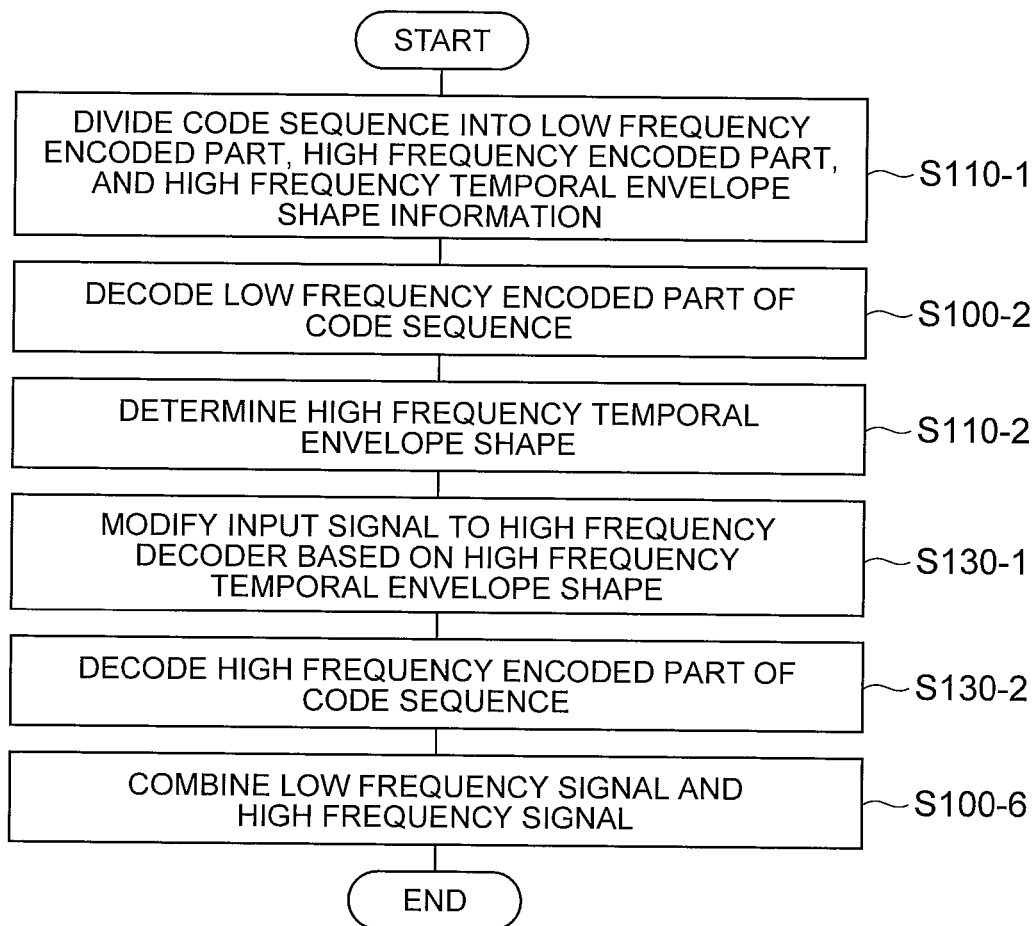 START
DIVIDE CODE SEQUENCE INTO LOW FREQUENCY
ENCODED PART, HIGH FREQUENCY ENCODED PART,
AND HIGH FREQUENCY TEMPORAL ENVELOPE
SHAPE INFORMATION
S110-1
DECODE LOW FREQUENCY ENCODED PART OF
CODE SEQUENCE
S100-2
DETERMINE HIGH FREQUENCY TEMPORAL
ENVELOPE SHAPE
S110-2
MODIFY INPUT SIGNAL TO HIGH FREQUENCY
DECODER BASED ON HIGH FREQUENCY
TEMPORAL ENVELOPE SHAPE
S130-1
DECODE HIGH FREQUENCY ENCODED PART OF
CODE SEQUENCE
S130-2
COMBINE LOW FREQUENCY SIGNAL AND
HIGH FREQUENCY SIGNAL
S100-6
END